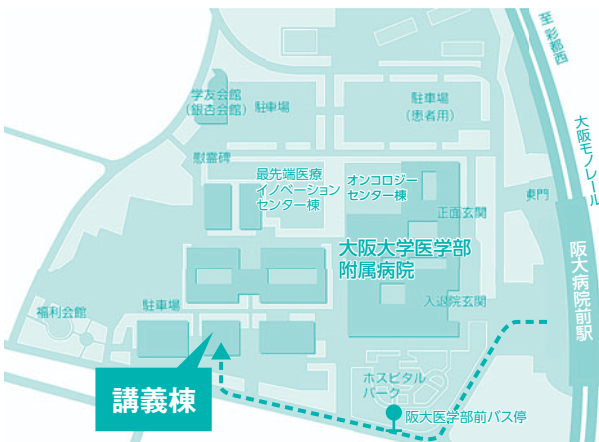 至 彩都西
大阪モノレール
学友会館
(銀杏会館)
駐車場
駐車場
(患者用)
慰霊碑
最先端医療
イノベーション
センター棟
オンコロジー
センター棟
東門
正面玄関
大阪大学医学部
附属病院
阪大病院前駅
入退院玄関
駐車場
福利会館
講義棟
ホスピタル
パーク
阪大医学部前バス停